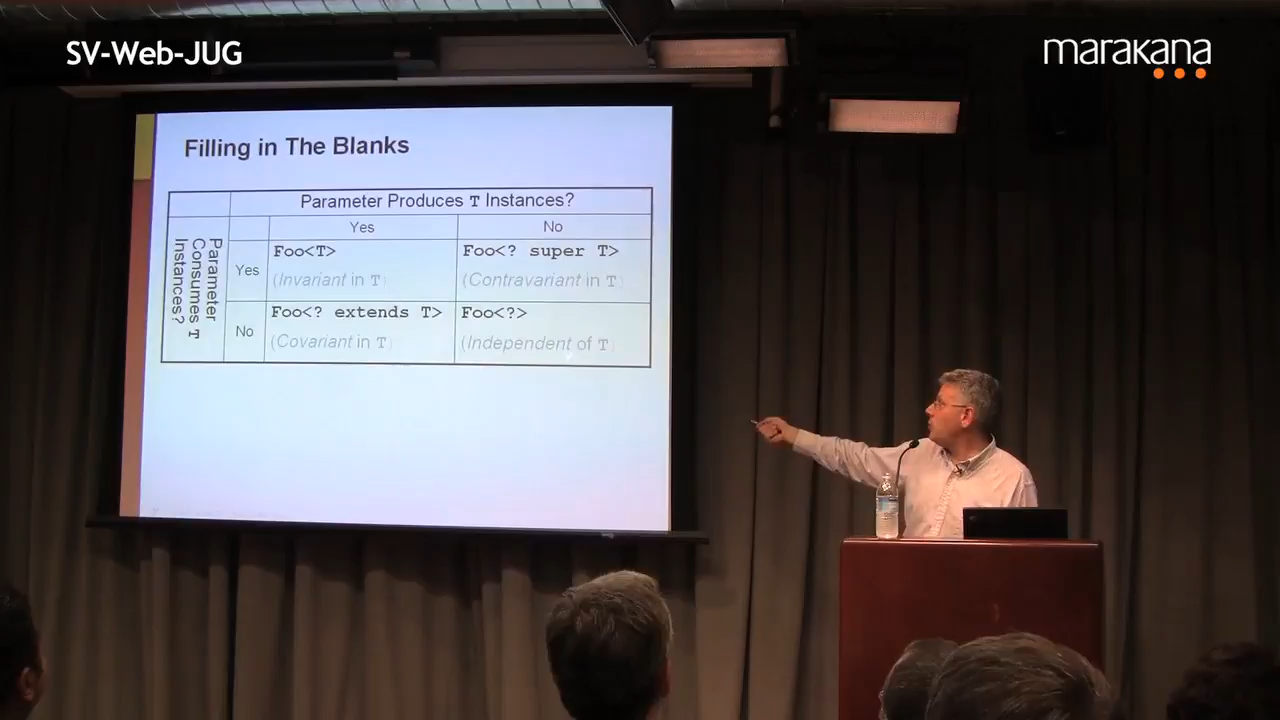 SV-Web-JUG
marakana
Filling in The Blanks
Parameter Produces T Instances?
Yes
No
Parameter
Consumes T
Instances?
Yes
Foo<T>
(Invariant in T)
Foo<? super T>
(Contravariant in T)
No
Foo<? extends T>
(Covariant in T)
Foo<?>
(Independent of T)